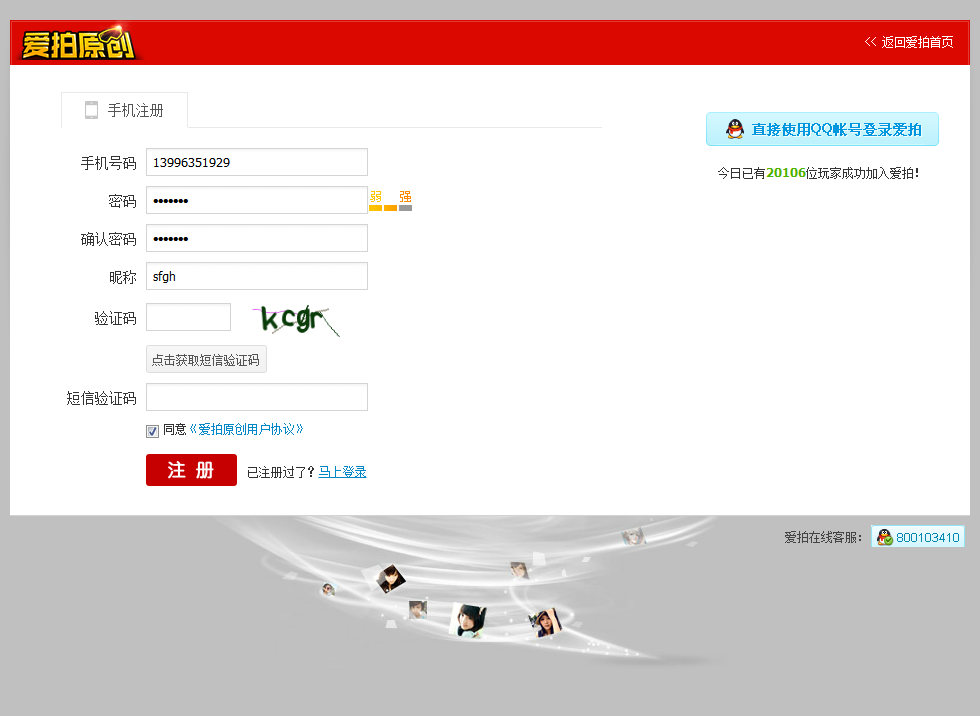 爱拍原创
<< 返回爱拍首页
手机注册
手机号码 13996351929
密码 ••••••• 弱 强
确认密码 •••••••
昵称 sfgh
验证码 kcgr
点击获取短信验证码
短信验证码
同意《爱拍原创用户协议》
注 册 已注册过了？马上登录
直接使用QQ帐号登录爱拍
今日已有20106位玩家成功加入爱拍！
爱拍在线客服： 800103410